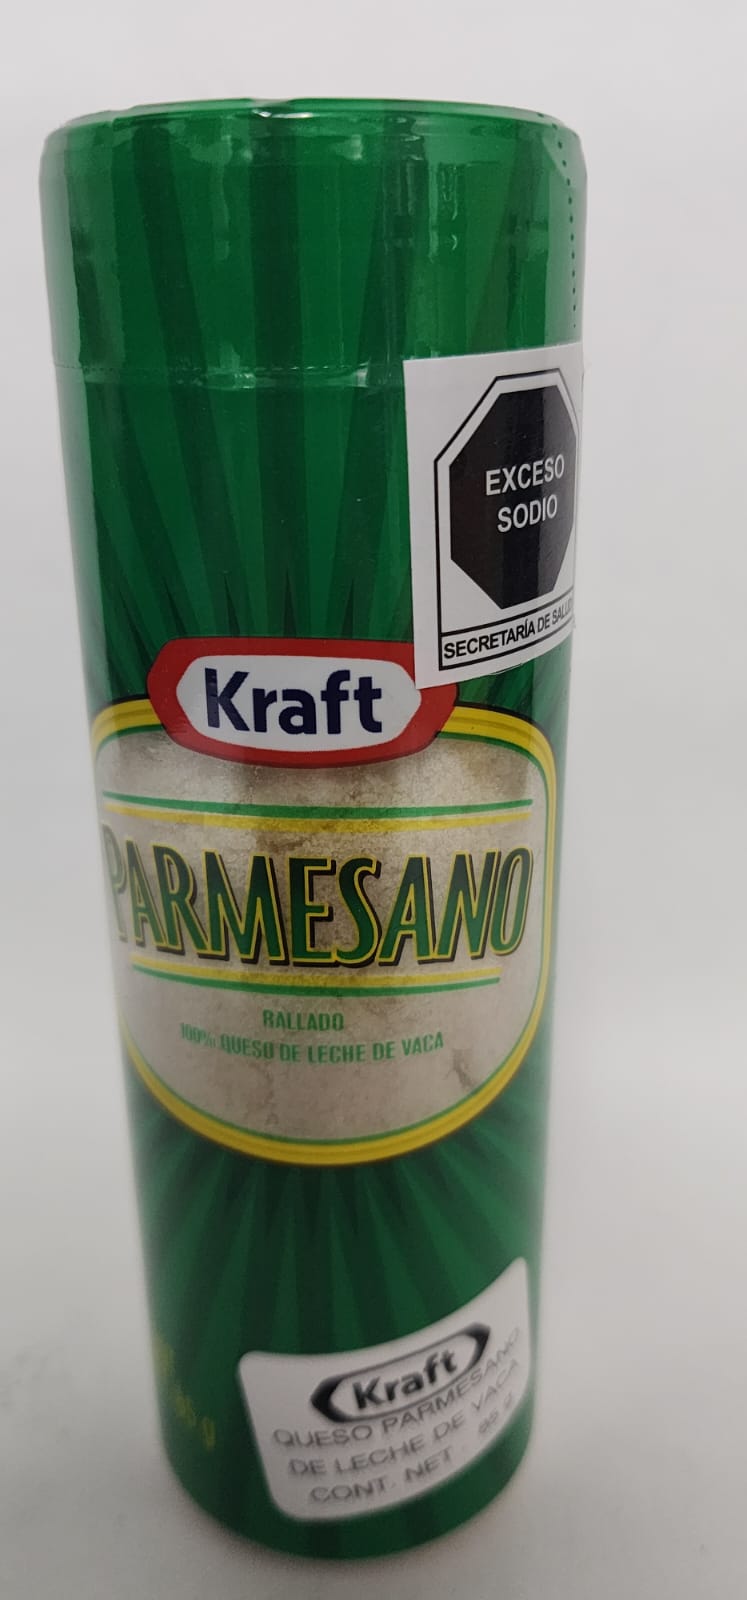 EXCESO
SODIO
SECRETARÍA DE SALUD
Kraft
PARMESANO
RALLADO
100% QUESO DE LECHE DE VACA
Kraft
QUESO PARMESANO
DE LECHE DE VACA
CONT. NET